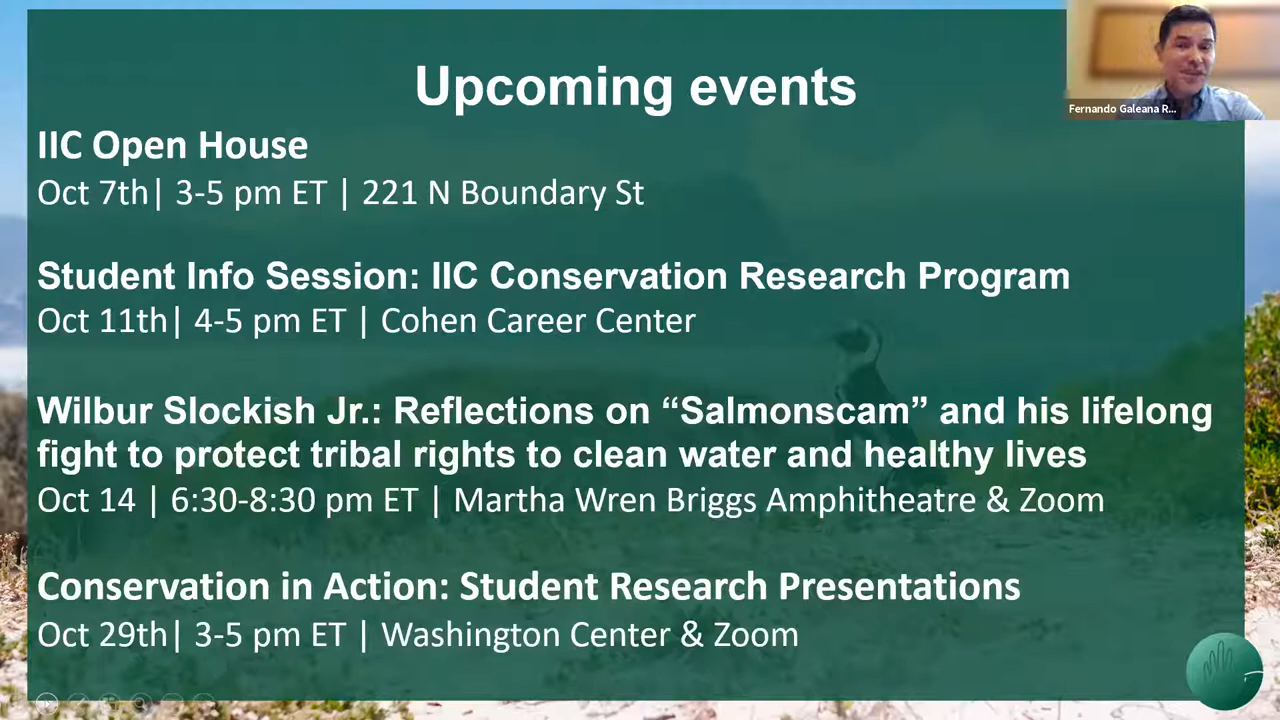 Upcoming events
Fernando Galeana R...
IIC Open House
Oct 7th| 3-5 pm ET | 221 N Boundary St
Student Info Session: IIC Conservation Research Program
Oct 11th| 4-5 pm ET | Cohen Career Center
Wilbur Slockish Jr.: Reflections on “Salmonscam” and his lifelong
fight to protect tribal rights to clean water and healthy lives
Oct 14 | 6:30-8:30 pm ET | Martha Wren Briggs Amphitheatre & Zoom
Conservation in Action: Student Research Presentations
Oct 29th| 3-5 pm ET | Washington Center & Zoom